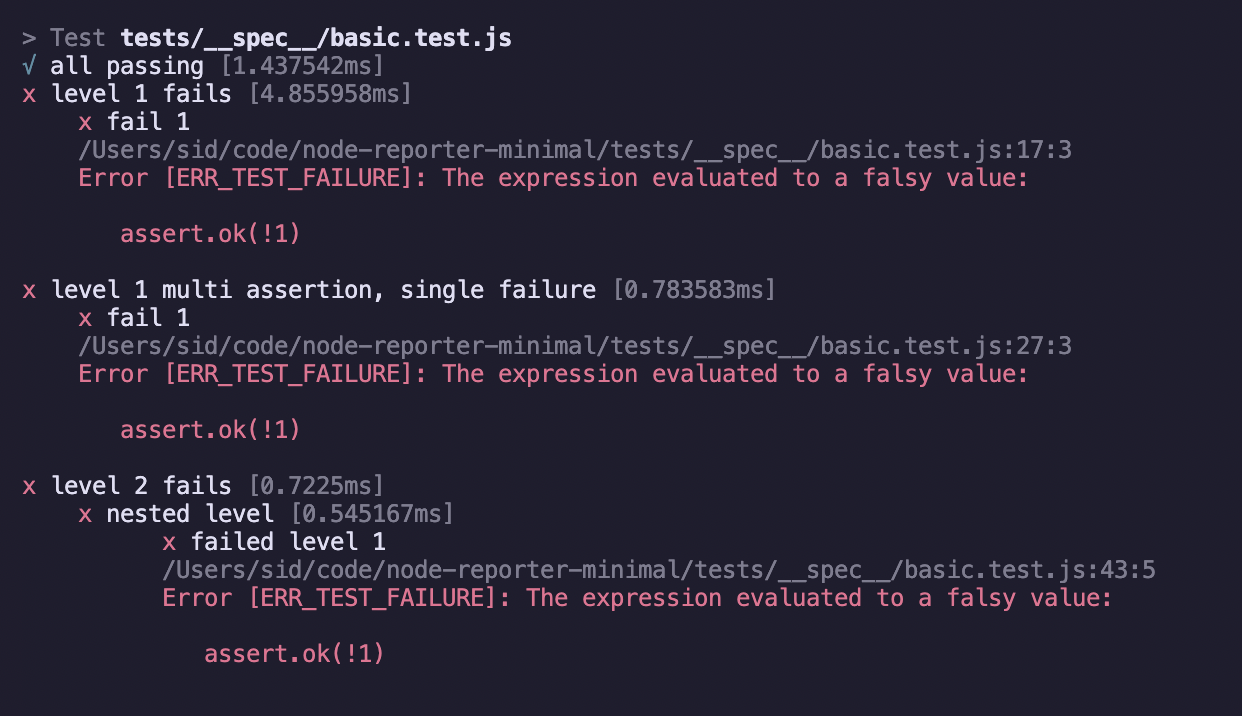 > Test tests/__spec__/basic.test.js
√ all passing [1.437542ms]
x level 1 fails [4.855958ms]
x fail 1
/Users/sid/code/node-reporter-minimal/tests/__spec__/basic.test.js:17:3
Error [ERR_TEST_FAILURE]: The expression evaluated to a falsy value:
assert.ok(!1)
x level 1 multi assertion, single failure [0.783583ms]
x fail 1
/Users/sid/code/node-reporter-minimal/tests/__spec__/basic.test.js:27:3
Error [ERR_TEST_FAILURE]: The expression evaluated to a falsy value:
assert.ok(!1)
x level 2 fails [0.7225ms]
x nested level [0.545167ms]
x failed level 1
/Users/sid/code/node-reporter-minimal/tests/__spec__/basic.test.js:43:5
Error [ERR_TEST_FAILURE]: The expression evaluated to a falsy value:
assert.ok(!1)